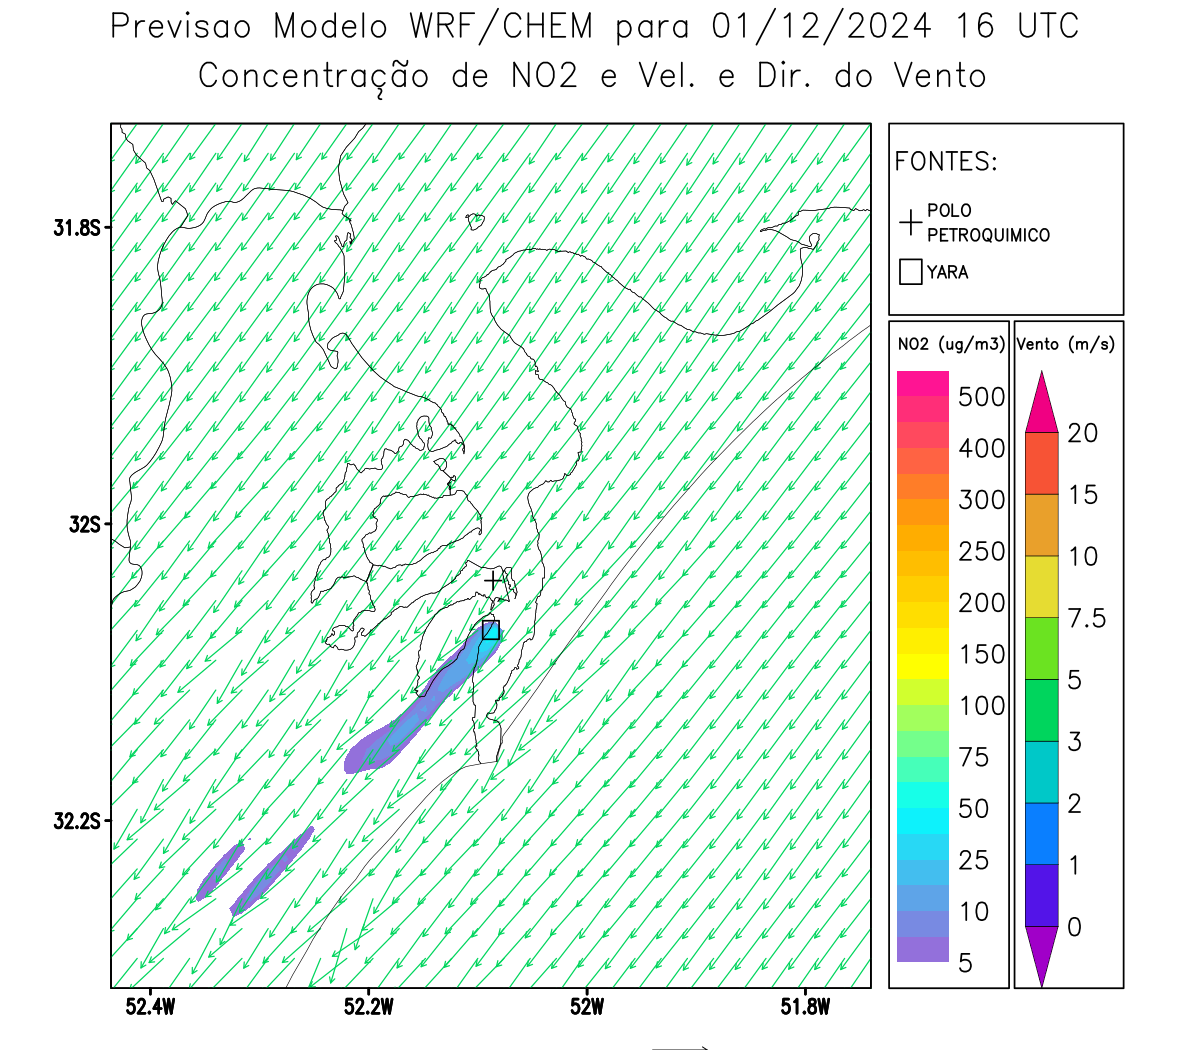 Previsao Modelo WRF/CHEM para 01/12/2024 16 UTC
Concentração de NO2 e Vel. e Dir. do Vento
FONTES:
POLO
PETROQUIMICO
YARA
NO2 (ug/m3)
500
400
300
250
200
150
100
75
50
25
10
5
Vento (m/s)
20
15
10
7.5
5
3
2
1
0
31.8S
32S
32.2S
52.4W
52.2W
52W
51.8W